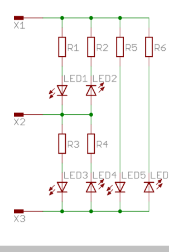 X1
R1 R2 R5 R6
LED1 LED2
X2
R3 R4
LED3 LED4 LED5 LED
X3